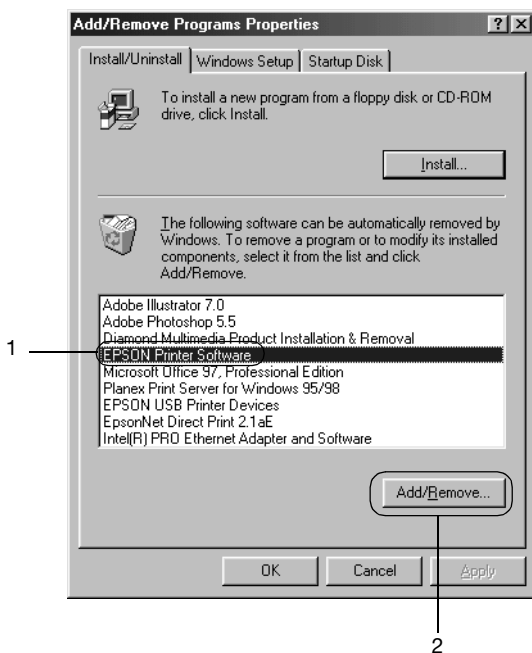 Add/Remove Programs Properties
Install/Uninstall Windows Setup Startup Disk
To install a new program from a floppy disk or CD-ROM
drive, click Install.
Install...
The following software can be automatically removed by
Windows. To remove a program or to modify its installed
components, select it from the list and click
Add/Remove.
Adobe Illustrator 7.0
Adobe Photoshop 5.5
Diamond Multimedia Product Installation & Removal
1 EPSON Printer Software
Microsoft Office 97, Professional Edition
Planex Print Server for Windows 95/98
EPSON USB Printer Devices
EpsonNet Direct Print 2.1aE
Intel(R) PRO Ethernet Adapter and Software
Add/Remove...
OK Cancel Apply
2